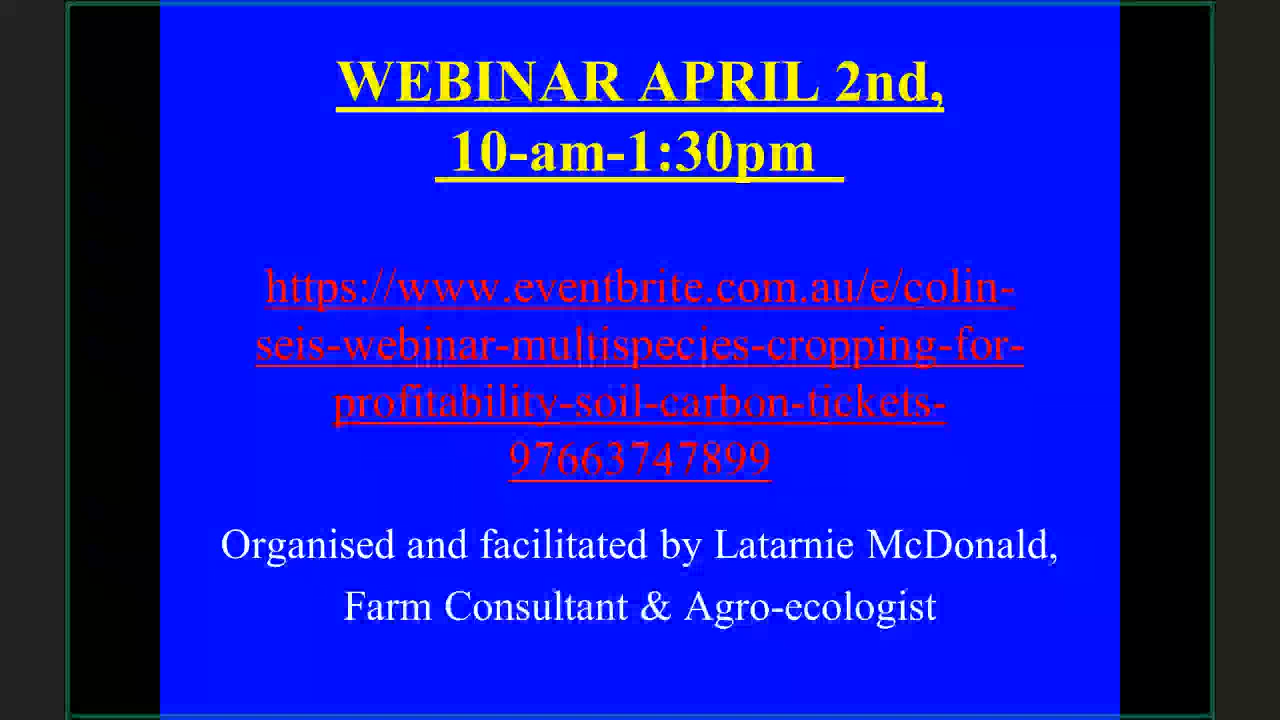 WEBINAR APRIL 2nd,
10-am-1:30pm
https://www.eventbrite.com.au/e/colin-
seis-webinar-multispecies-cropping-for-
profitability-soil-carbon-tickets-
97663747899
Organised and facilitated by Latarnie McDonald,
Farm Consultant & Agro-ecologist